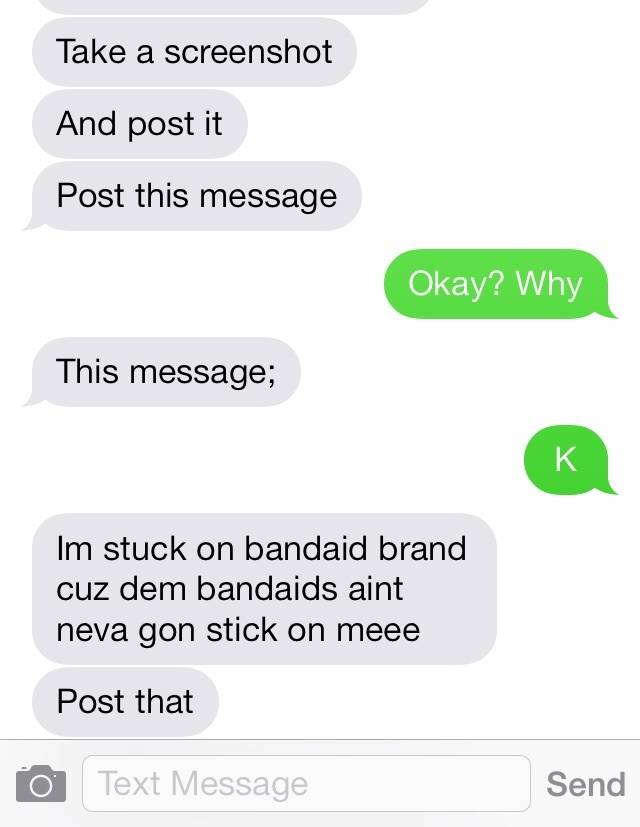 Take a screenshot
And post it
Post this message
Okay? Why
This message;
K
Im stuck on bandaid brand
cuz dem bandaids aint
neva gon stick on meee
Post that
Text Message
Send